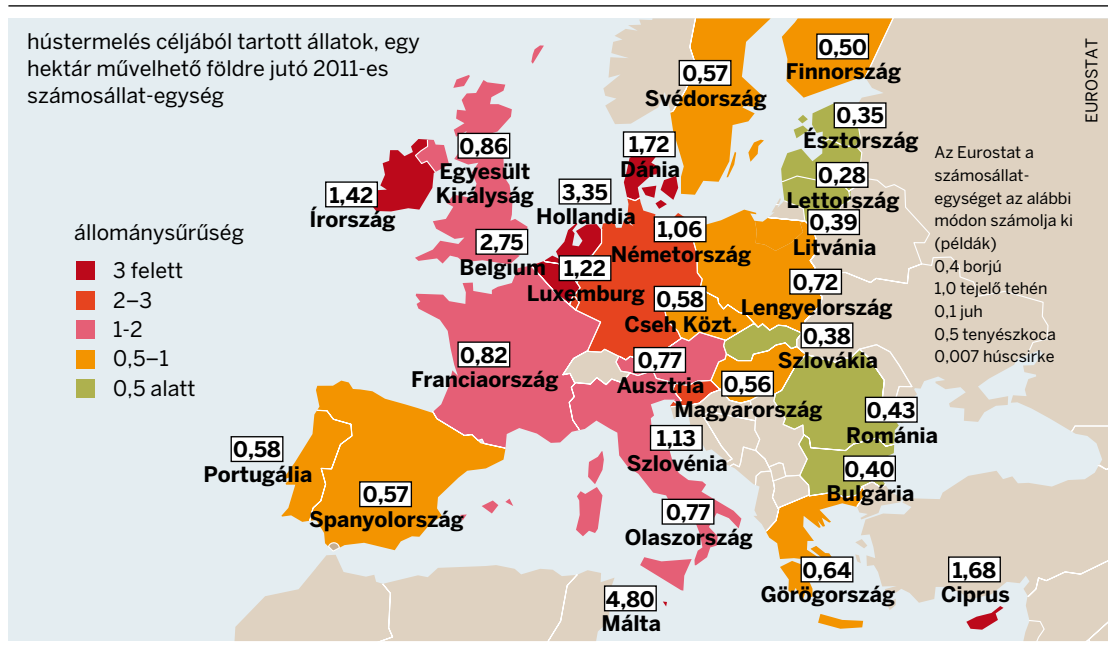 hústermelés céljából tartott állatok, egy
hektár művelhető földre jutó 2011-es
számosállat-egység
EUROSTAT
0,50
Finnország
0,57
Svédország
0,35
Észtország
0,86
Egyesült
Királyság
1,72
Dánia
0,28
Lettország
1,42
Írország
3,35
Hollandia
0,39
Litvánia
2,75
Belgium
1,06
Németország
1,22
Luxemburg
0,72
Lengyelország
0,58
Cseh Közt.
0,38
Szlovákia
0,82
Franciaország
0,77
Ausztria
0,56
Magyarország
0,43
Románia
1,13
Szlovénia
0,40
Bulgária
0,58
Portugália
0,57
Spanyolország
0,77
Olaszország
0,64
Görögország
1,68
Ciprus
4,80
Málta
állománysűrűség
3 felett
2–3
1-2
0,5–1
0,5 alatt
Az Eurostat a
számosállat-
egységet az alábbi
módon számolja ki
(példák)
0,4 borjú
1,0 tejelő tehén
0,1 juh
0,5 tenyészkoca
0,007 húscsirke